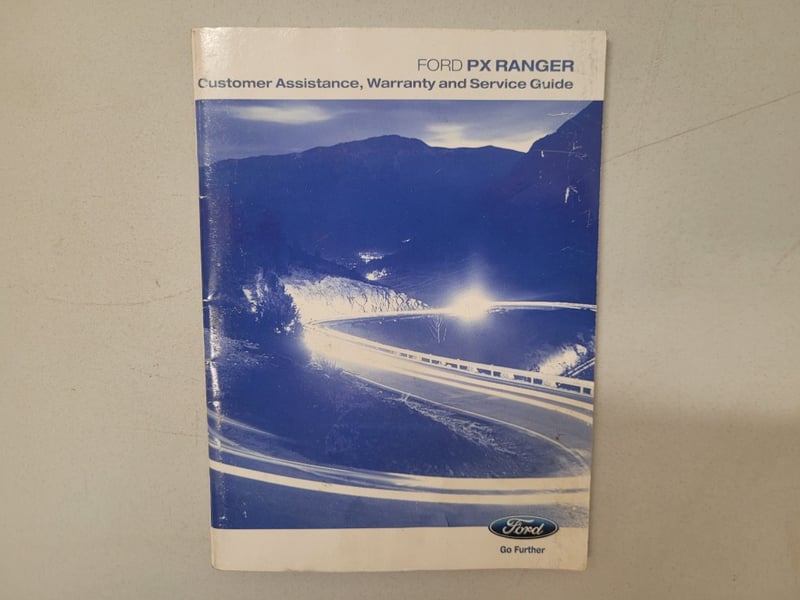 FORD PX RANGER
Customer Assistance, Warranty and Service Guide
Ford
Go Further